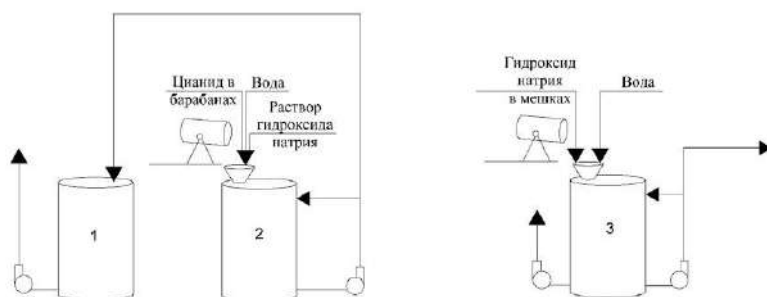 Цианид в
барабанах
Вода
Раствор
гидроксида
натрия
Гидроксид
натрия
в мешках
Вода
1
2
3